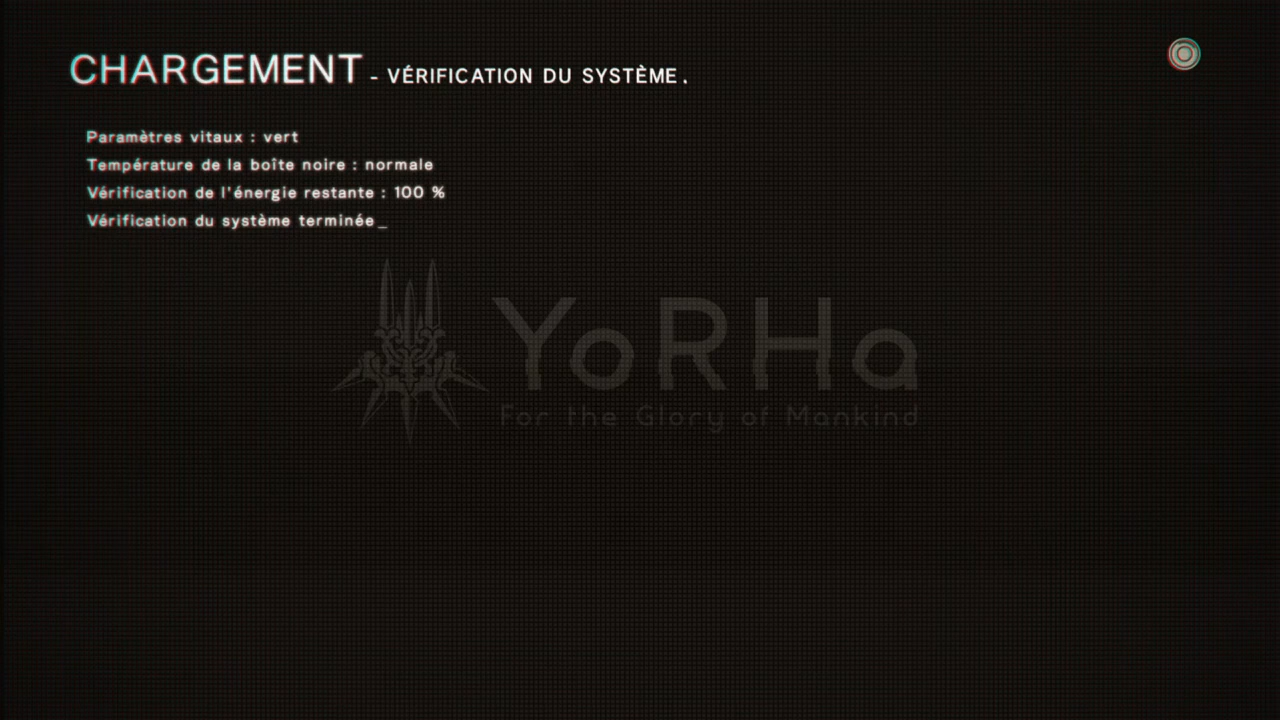 CHARGEMENT - VÉRIFICATION DU SYSTÈME.
Paramètres vitaux : vert
Température de la boîte noire : normale
Vérification de l'énergie restante : 100 %
Vérification du système terminée_
YoRHa
For the Glory of Mankind